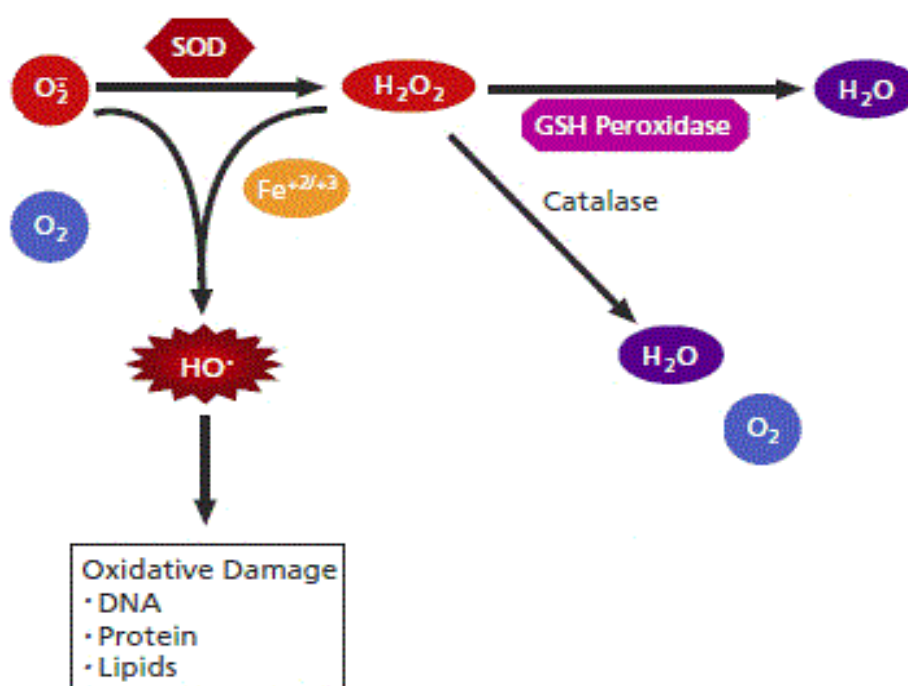 SOD
O₂⁻
H₂O₂
H₂O
GSH Peroxidase
Fe⁺²/⁺³
Catalase
O₂
HO·
H₂O
O₂
Oxidative Damage
· DNA
· Protein
· Lipids